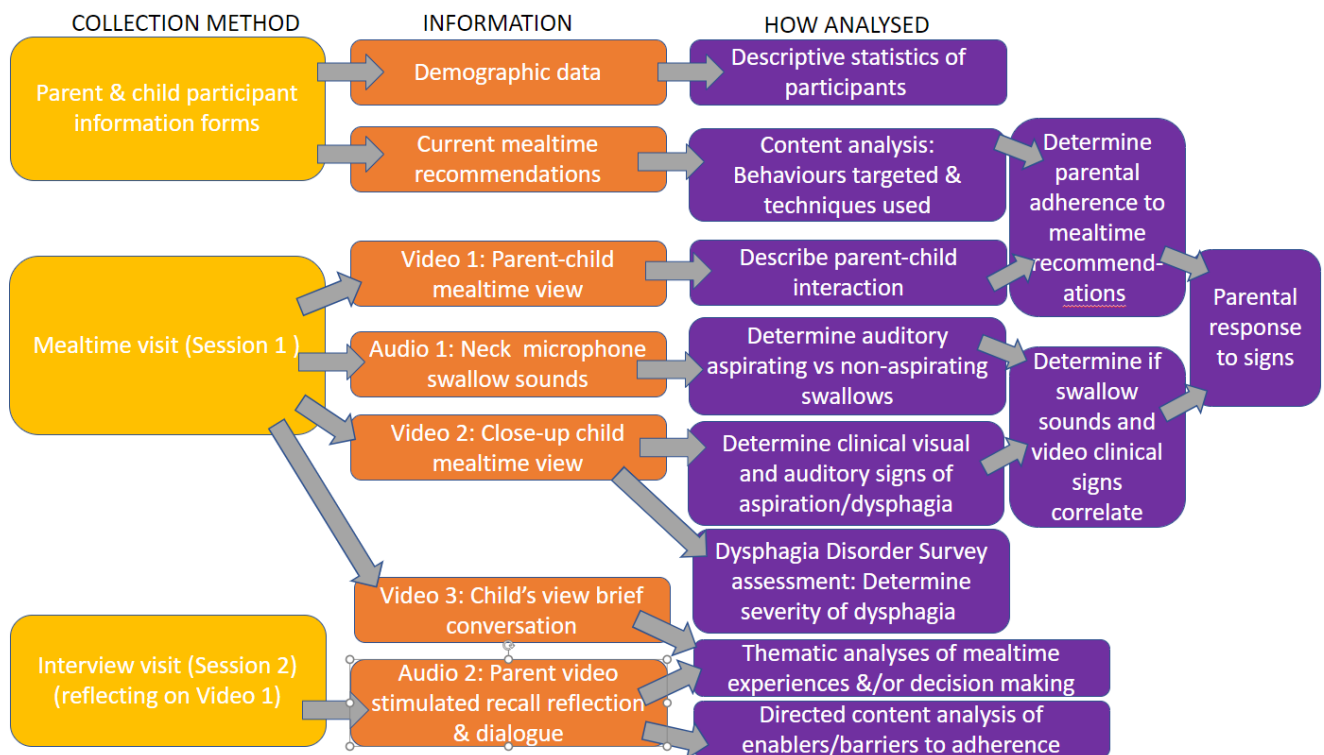 COLLECTION METHOD
INFORMATION
HOW ANALYSED
Parent & child participant
information forms
Demographic data
Descriptive statistics of
participants
Current mealtime
recommendations
Content analysis:
Behaviours targeted &
techniques used
Determine
parental
adherence to
mealtime
recommend-
ations
Mealtime visit (Session 1 )
Video 1: Parent-child
mealtime view
Describe parent-child
interaction
Parental
response
to signs
Audio 1: Neck  microphone
swallow sounds
Determine auditory
aspirating vs non-aspirating
swallows
Determine if
swallow
sounds and
video clinical
signs
correlate
Video 2: Close-up child
mealtime view
Determine clinical visual
and auditory signs of
aspiration/dysphagia
Dysphagia Disorder Survey
assessment: Determine
severity of dysphagia
Video 3: Child’s view brief
conversation
Interview visit (Session 2)
(reflecting on Video 1)
Audio 2: Parent video
stimulated recall reflection
& dialogue
Thematic analyses of mealtime
experiences &/or decision making
Directed content analysis of
enablers/barriers to adherence